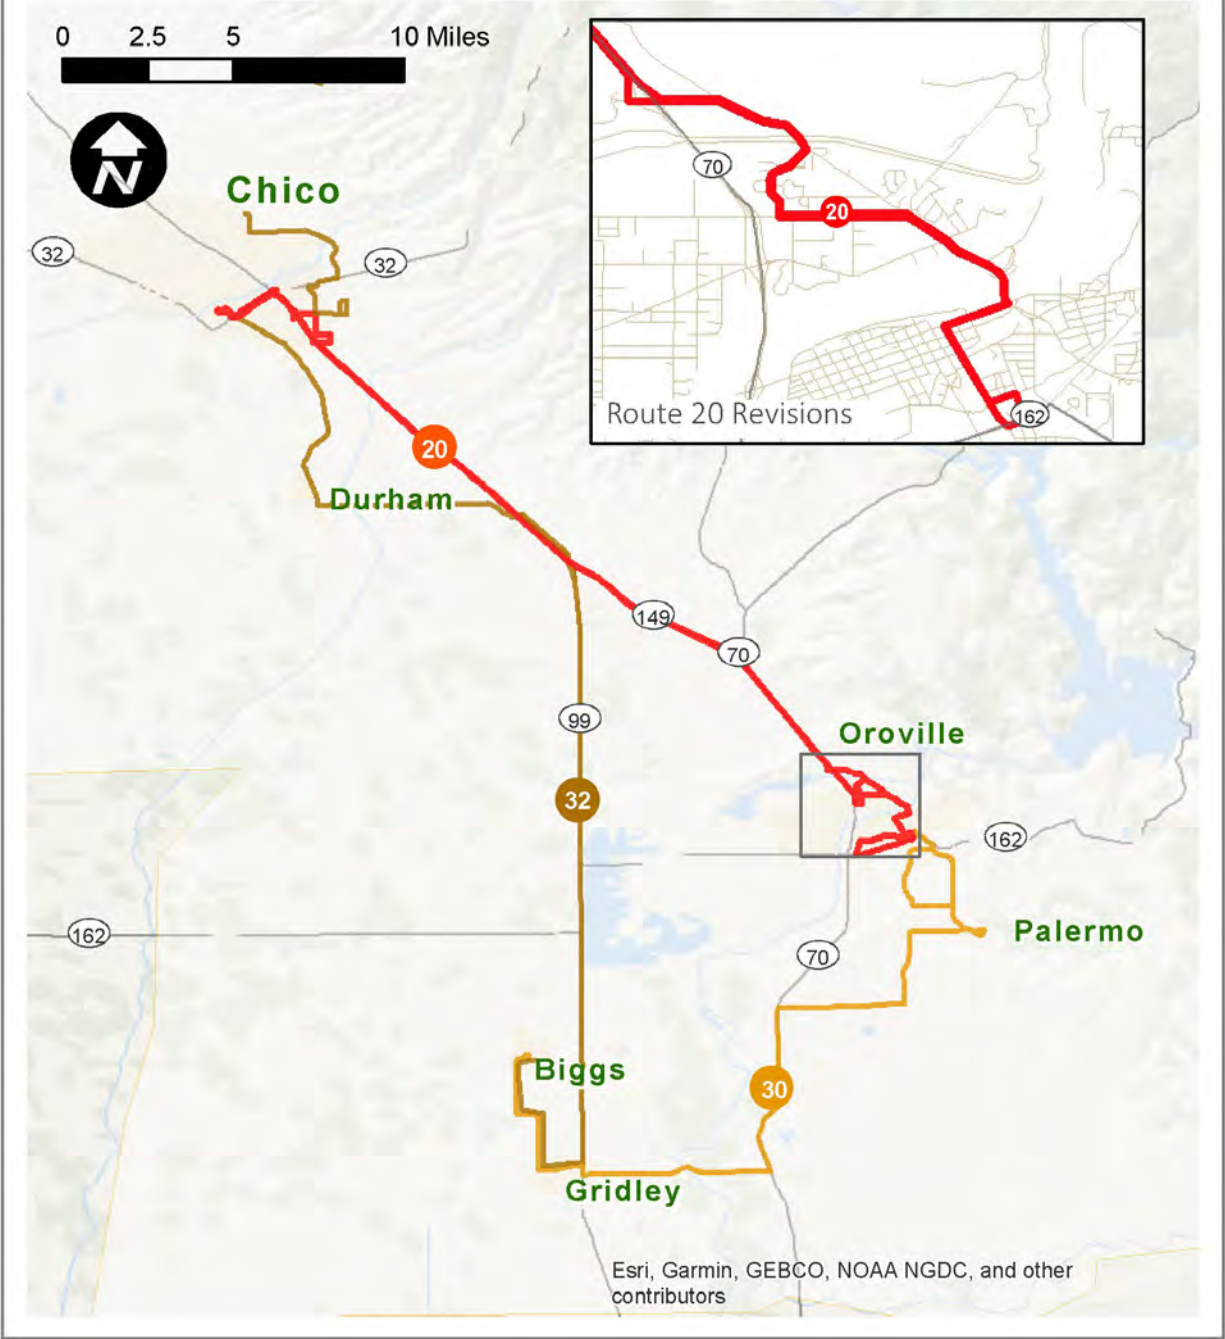 0 2.5 5 10 Miles
N
Chico
32
32
70
20
Route 20 Revisions
162
20
Durham
149
70
99
Oroville
32
162
162
Palermo
70
Biggs
30
Gridley
Esri, Garmin, GEBCO, NOAA NGDC, and other
contributors